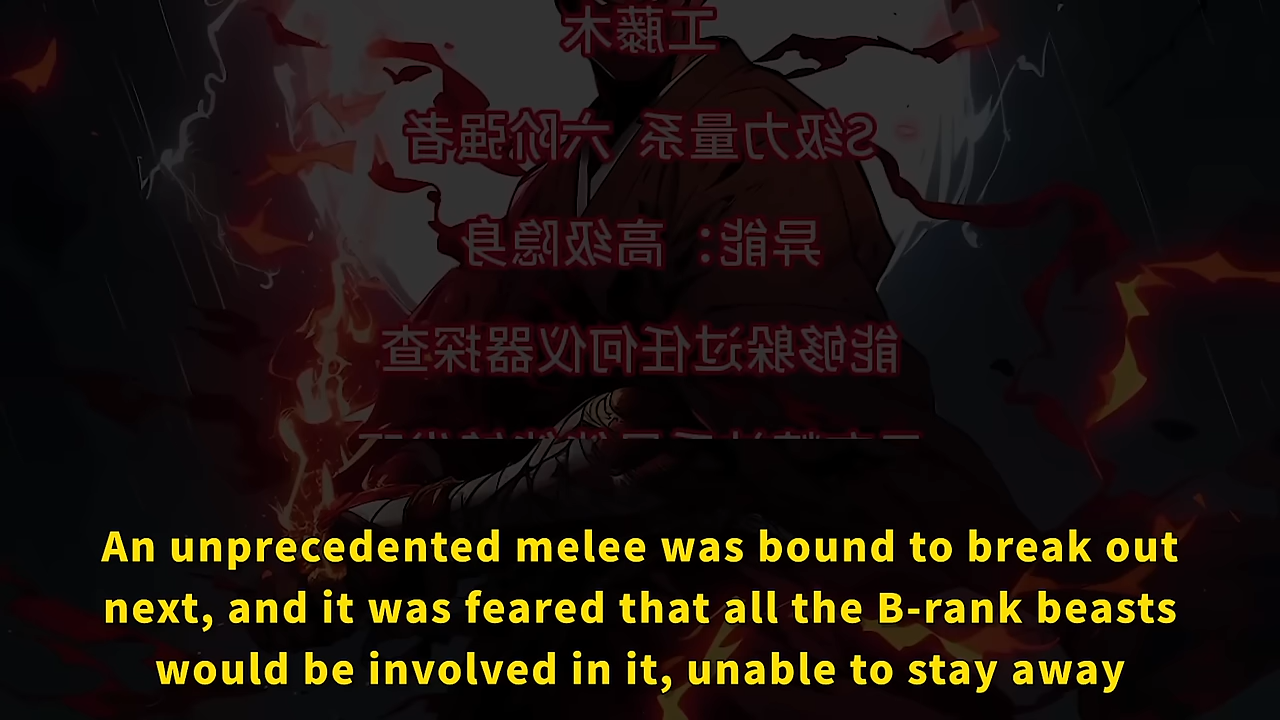 工藤木
S级力量系 六阶强者
异能：高级隐身
能够躲过任何仪器探查
An unprecedented melee was bound to break out
next, and it was feared that all the B-rank beasts
would be involved in it, unable to stay away